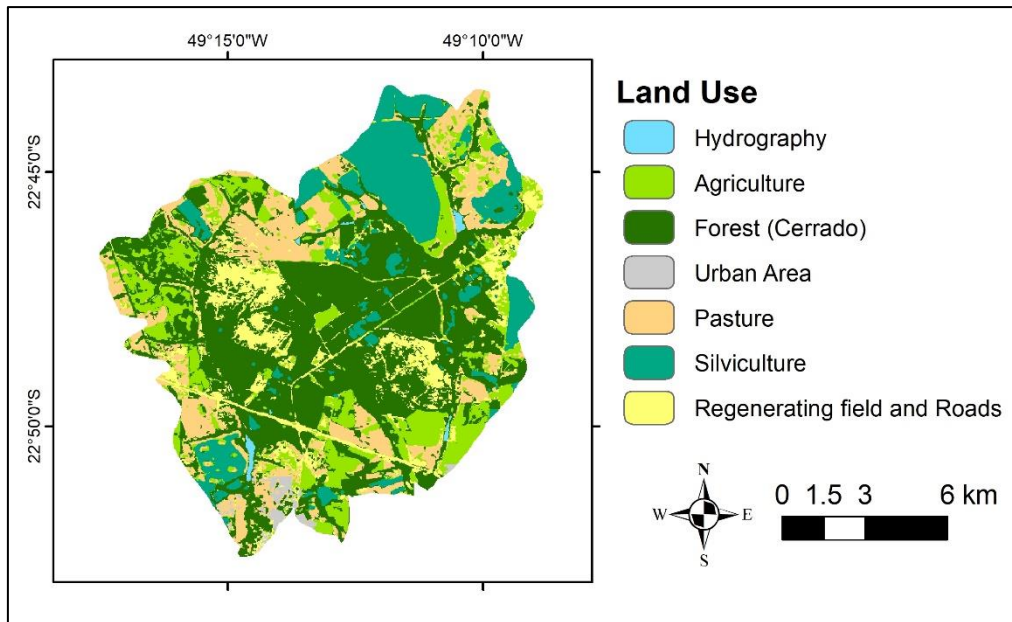 49°15'0"W 49°10'0"W
22°45'0"S
22°50'0"S
Land Use
Hydrography
Agriculture
Forest (Cerrado)
Urban Area
Pasture
Silviculture
Regenerating field and Roads
N
W E
S
0 1.5 3 6 km